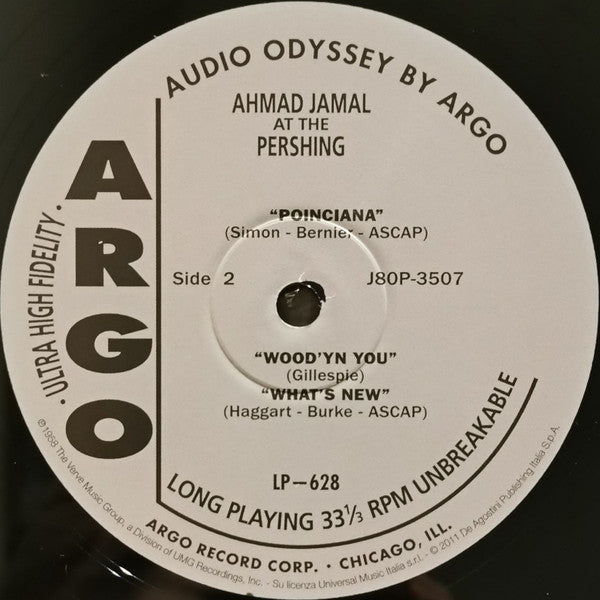 AUDIO ODYSSEY BY ARGO
AHMAD JAMAL
AT THE
PERSHING
ARGO
· ULTRA HIGH FIDELITY ·
“POINCIANA”
(Simon - Bernier - ASCAP)
Side 2
J80P-3507
“WOOD’YN YOU”
(Gillespie)
“WHAT’S NEW”
(Haggart - Burke - ASCAP)
LP—628
LONG PLAYING 33⅓ RPM UNBREAKABLE
ARGO RECORD CORP. · CHICAGO, ILL.
℗1958 The Verve Music Group, a Division of UMG Recordings, Inc. - Su licenza Universal Music Italia s.r.l. - © 2011 De Agostini Publishing Italia S.p.A.